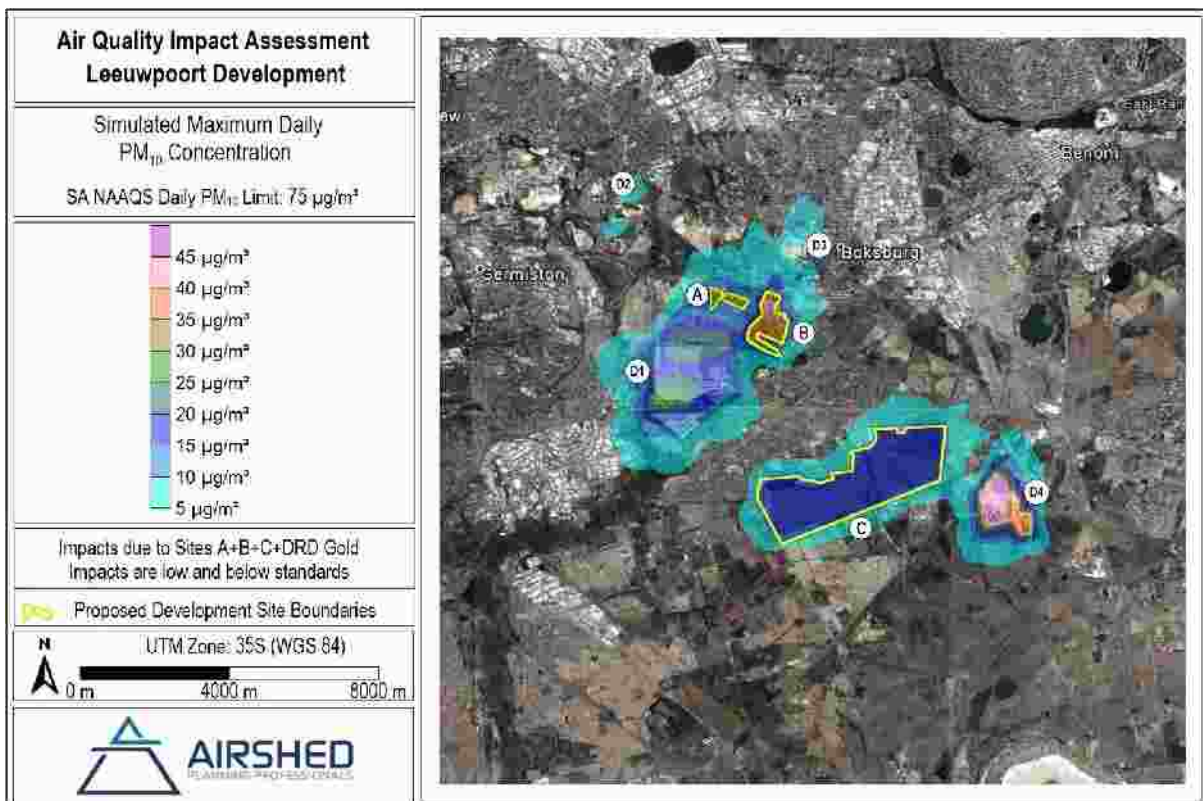 Air Quality Impact Assessment
Leeuwpoort Development
Simulated Maximum Daily
PM₁₀ Concentration
SA NAAQS Daily PM₁₀ Limit: 75 µg/m³
45 µg/m³
40 µg/m³
35 µg/m³
30 µg/m³
25 µg/m³
20 µg/m³
15 µg/m³
10 µg/m³
5 µg/m³
Impacts due to Sites A+B+C+DRD Gold
Impacts are low and below standards
Proposed Development Site Boundaries
N
UTM Zone: 35S (WGS 84)
0 m 4000 m 8000 m
AIRSHED
PLANNING PROFESSIONALS
Benoni
D2
D3
Boksburg
Germiston
A
B
D1
D4
C